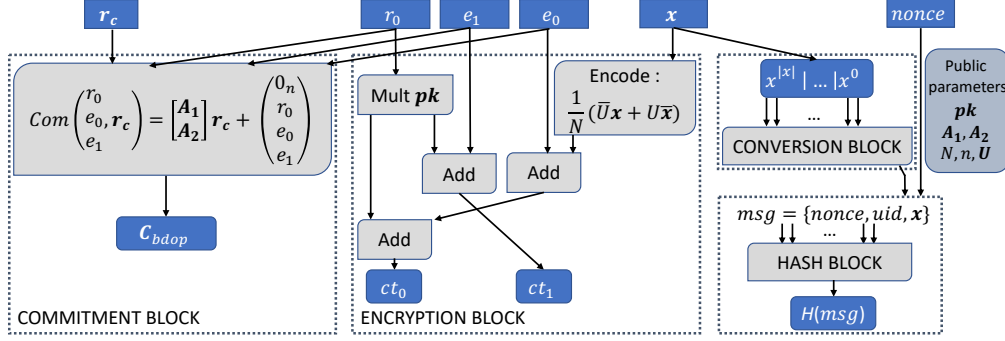 r_c r_0 e_1 e_0 x nonce
Com(r_0 e_0, r_c e_1) = [A_1 A_2] r_c + (0_n r_0 e_0 e_1)
C_bdop
COMMITMENT BLOCK
Mult pk
Encode :
1/N (U̅x + Ux̅)
Add
Add
Add
ct_0
ct_1
ENCRYPTION BLOCK
x^|x| | ... |x^0
...
CONVERSION BLOCK
msg = {nonce, uid, x}
...
HASH BLOCK
H(msg)
Public
parameters
pk
A_1, A_2
N, n, U